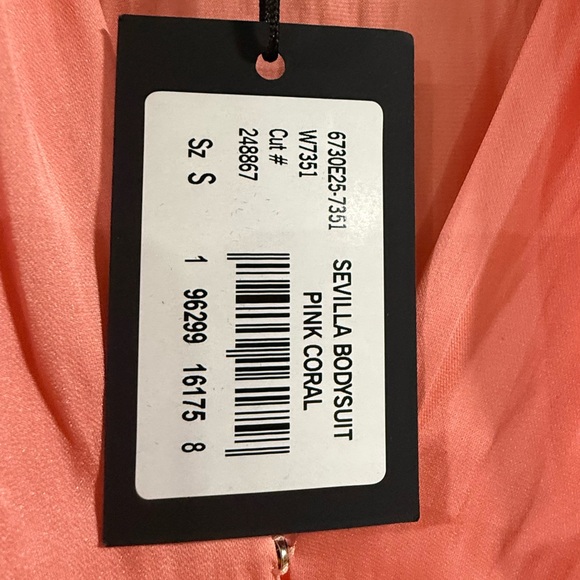 6730E25-7351
W7351
Cut #
248867
Sz S
SEVILLA BODYSUIT
PINK CORAL
1 96299 16175 8